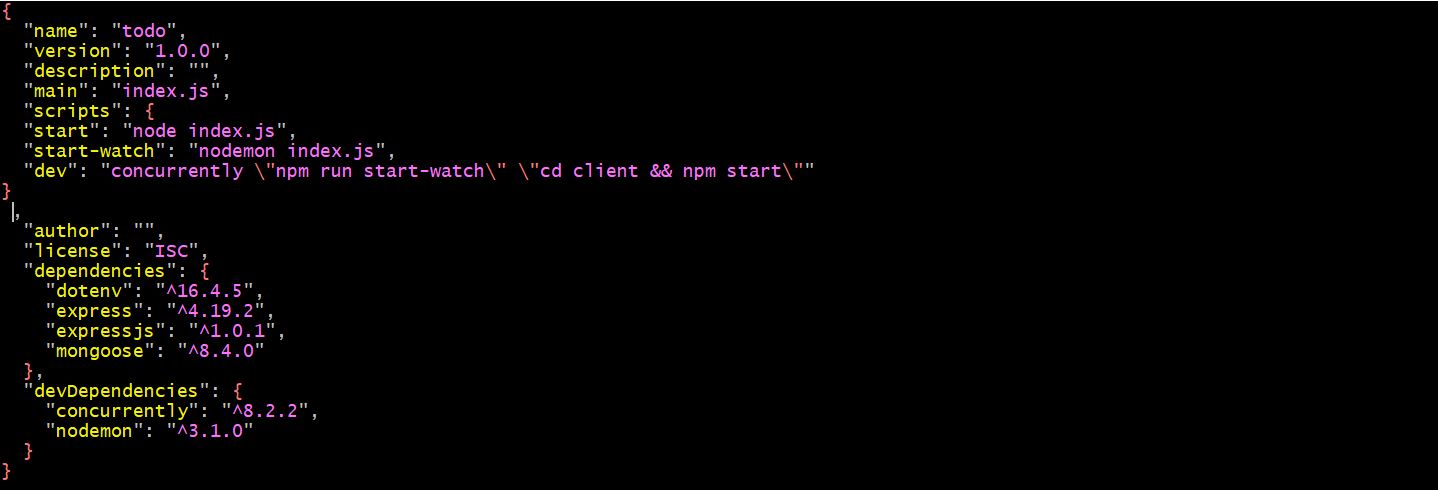 {
  "name": "todo",
  "version": "1.0.0",
  "description": "",
  "main": "index.js",
  "scripts": {
  "start": "node index.js",
  "start-watch": "nodemon index.js",
  "dev": "concurrently \"npm run start-watch\" \"cd client && npm start\""
}
 ,
  "author": "",
  "license": "ISC",
  "dependencies": {
    "dotenv": "^16.4.5",
    "express": "^4.19.2",
    "expressjs": "^1.0.1",
    "mongoose": "^8.4.0"
  },
  "devDependencies": {
    "concurrently": "^8.2.2",
    "nodemon": "^3.1.0"
  }
}